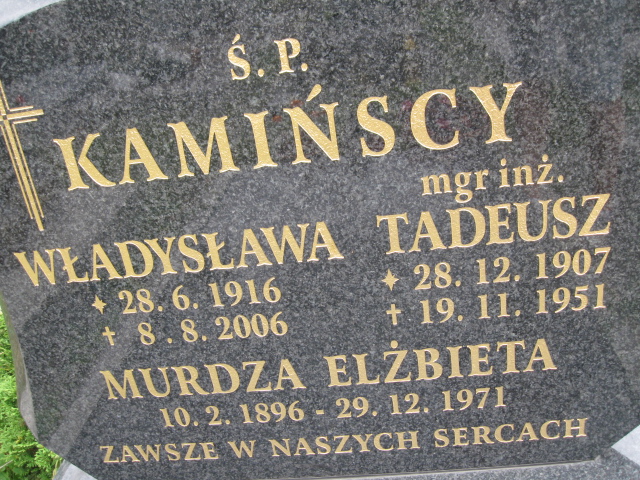 Ś. P.
KAMIŃSCY
mgr inż.
WŁADYSŁAWA TADEUSZ
✦ 28. 6. 1916 ✦ 28. 12. 1907
† 8. 8. 2006 † 19. 11. 1951
MURDZA ELŻBIETA
10. 2. 1896 - 29. 12. 1971
ZAWSZE W NASZYCH SERCACH